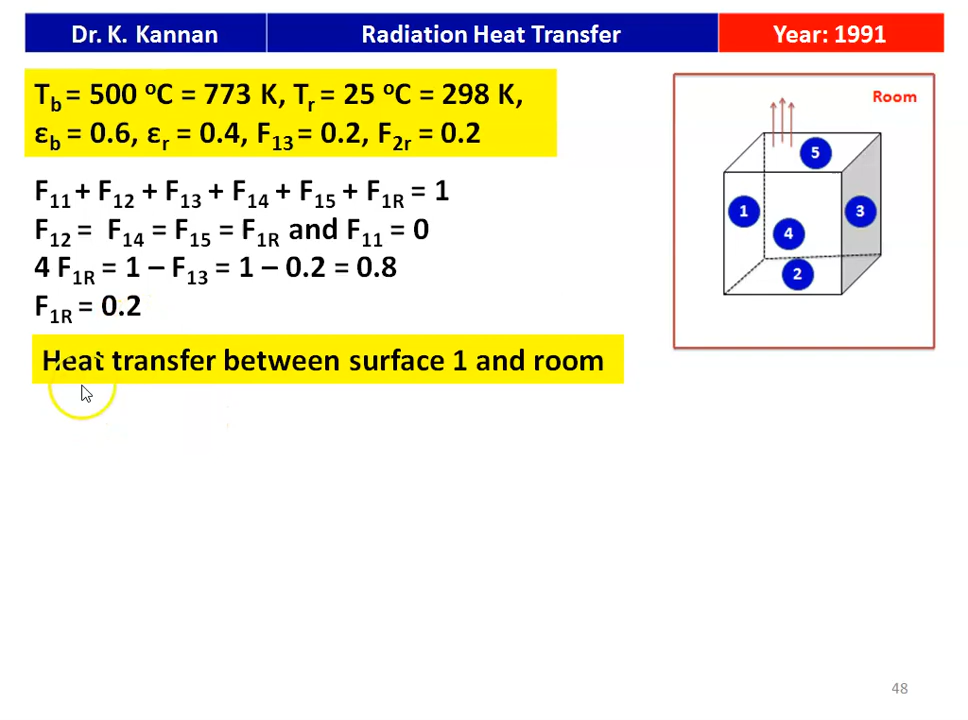 Dr. K. Kannan Radiation Heat Transfer Year: 1991
T_b = 500 °C = 773 K, T_r = 25 °C = 298 K,
ε_b = 0.6, ε_r = 0.4, F_13 = 0.2, F_2r = 0.2
F_11 + F_12 + F_13 + F_14 + F_15 + F_1R = 1
F_12 = F_14 = F_15 = F_1R and F_11 = 0
4 F_1R = 1 – F_13 = 1 – 0.2 = 0.8
F_1R = 0.2
Heat transfer between surface 1 and room
Room
5
1
3
4
2
48